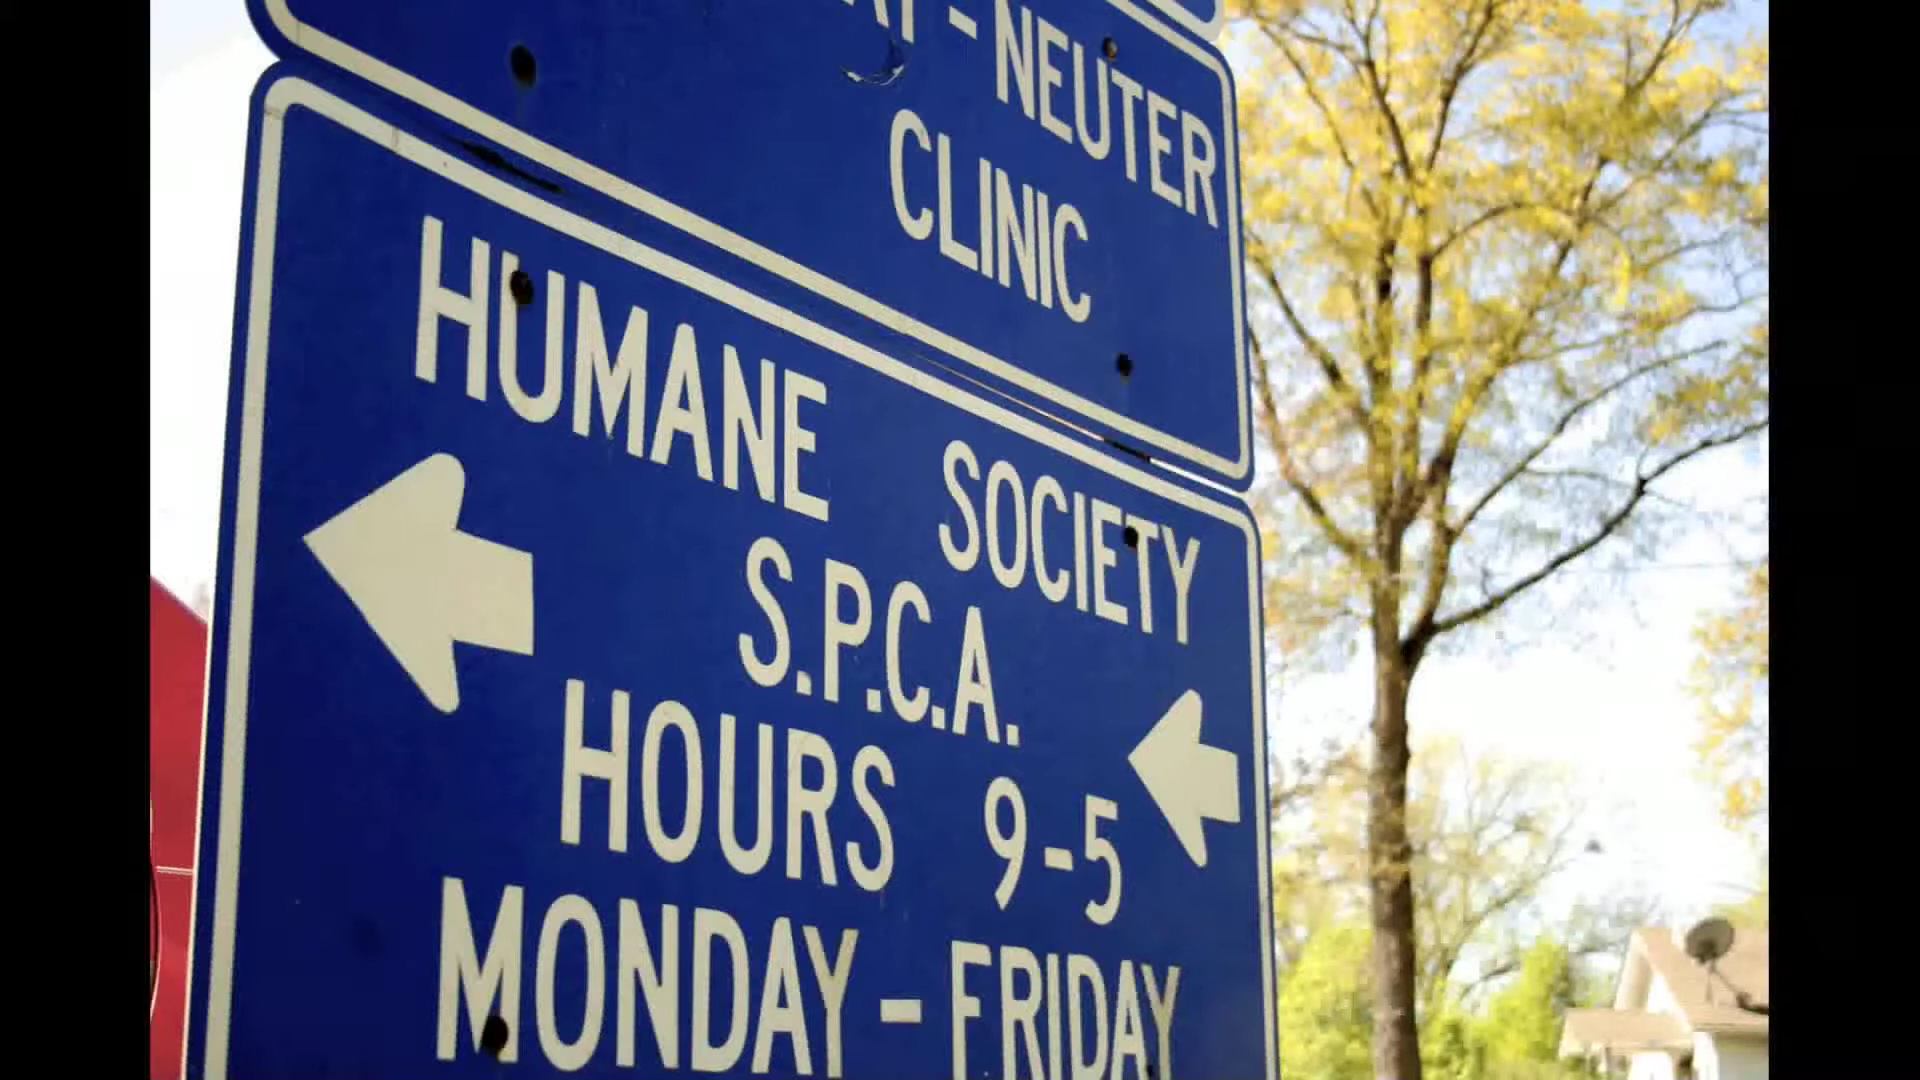 -NEUTER
CLINIC
HUMANE SOCIETY
S.P.C.A.
HOURS 9-5
MONDAY-FRIDAY